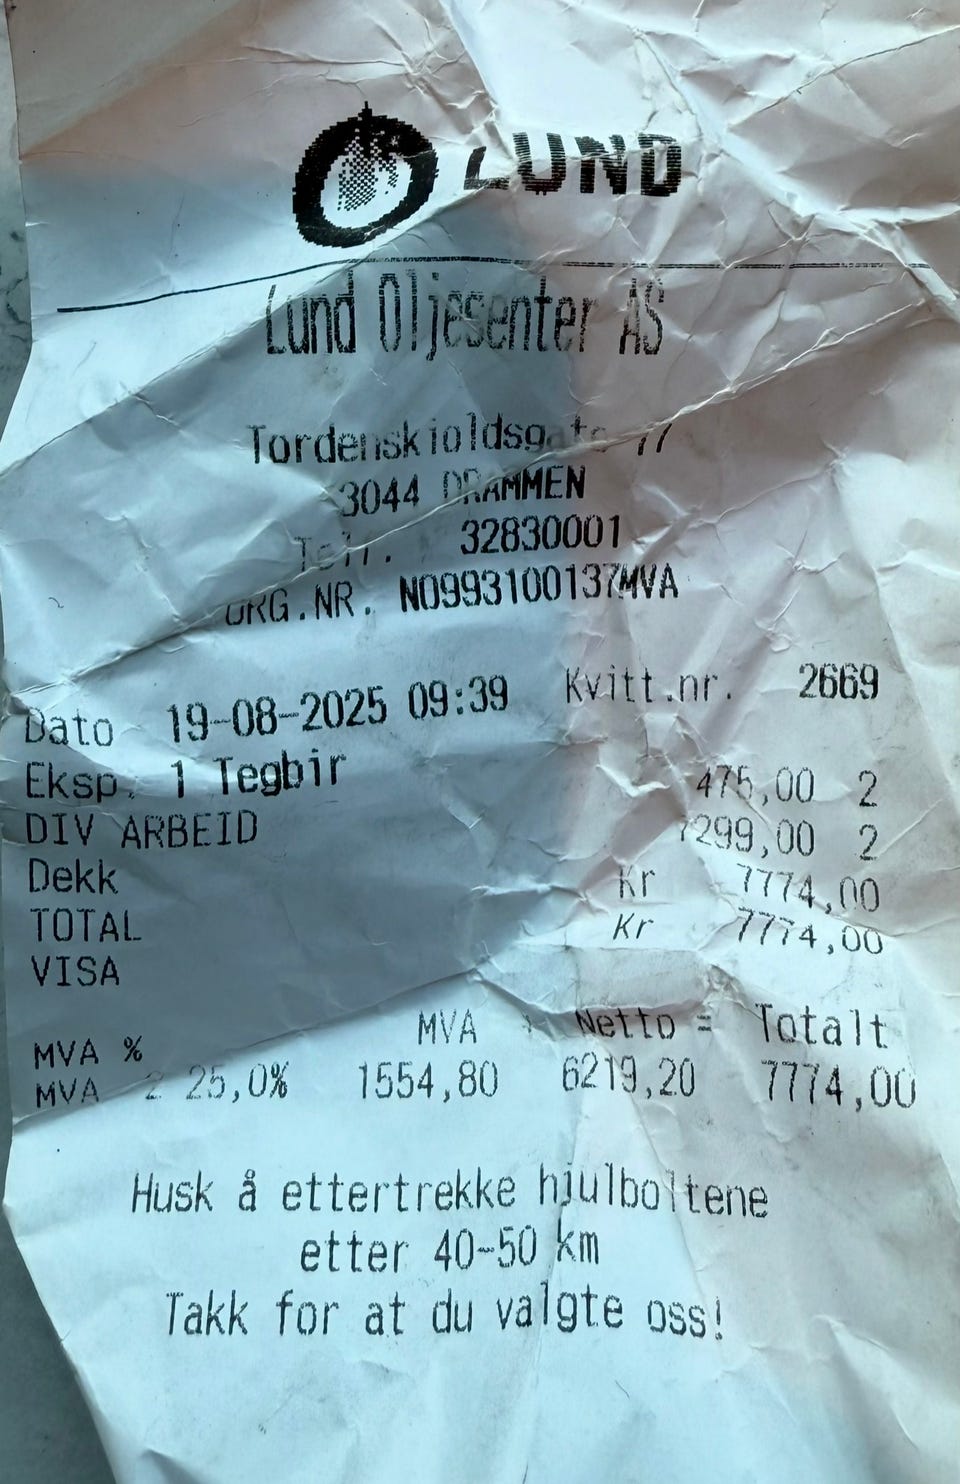 LUND
Lund Oljesenter AS
Tordenskioldsgate
3044 DRAMMEN
Telf. 32830001
ORG.NR. NO993100137MVA
Dato 19-08-2025 09:39 Kvitt.nr. 2669
Eksp. 1 Tegbir
DIV ARBEID 475,00 2
Dekk 7299,00 2
TOTAL Kr 7774,00
VISA Kr 7774,00
MVA % MVA + Netto = Totalt
MVA 2 25,0% 1554,80 6219,20 7774,00
Husk å ettertrekke hjulboltene
etter 40-50 km
Takk for at du valgte oss!